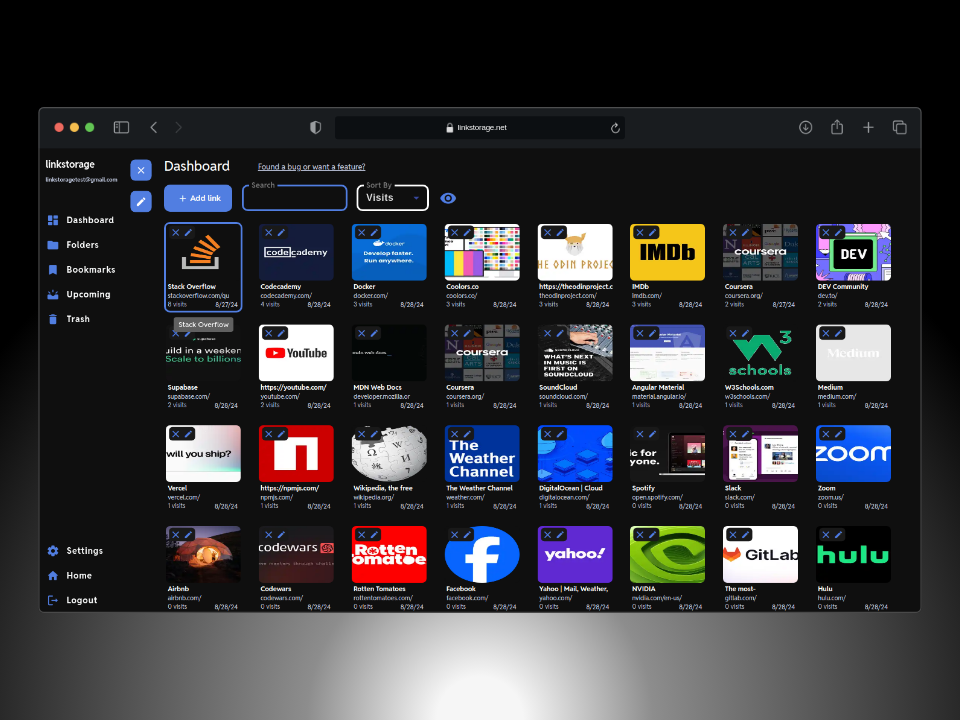 linkstorage.net
linkstorage
linkstoragetest@gmail.com
Dashboard
Folders
Bookmarks
Upcoming
Trash
Settings
Home
Logout
Dashboard
Found a bug or want a feature?
+ Add link
Search
Sort By
Visits
Stack Overflow
stackoverflow.com/qu
8 visits 8/27/24
Stack Overflow
code|cademy
Codecademy
codecademy.com/
4 visits 8/28/24
docker
Develop faster.
Run anywhere.
Docker
docker.com/
3 visits 8/28/24
Coolors.co
coolors.co/
3 visits 8/28/24
HE ODIN PROJEC
https://theodinproject.c
theodinproject.com/
3 visits 8/28/24
IMDb
IMDb
imdb.com/
3 visits 8/28/24
coursera
Coursera
coursera.org/
2 visits 8/27/24
DEV
DEV Community
dev.to/
2 visits 8/28/24
uild in a weeken
Scale to billions
Supabase
supabase.com/
2 visits 8/28/24
YouTube
https://youtube.com/
youtube.com/
2 visits 8/28/24
MDN Web Docs
developer.mozilla.or
1 visits 8/28/24
coursera
Coursera
coursera.org/
1 visits 8/28/24
WHAT'S NEXT
IN MUSIC IS
FIRST ON
SOUNDCLOUD
SoundCloud
soundcloud.com/
1 visits 8/28/24
Angular Material
material.angular.io/
1 visits 8/28/24
W3
schools
W3Schools.com
w3schools.com/
1 visits 8/28/24
Medium
Medium
medium.com/
1 visits 8/28/24
will you ship?
Vercel
vercel.com/
1 visits 8/28/24
n
https://npmjs.com/
npmjs.com/
1 visits 8/28/24
Wikipedia, the free
wikipedia.org/
1 visits 8/28/24
The
Weather
Channel
The Weather Channel
weather.com/
1 visits 8/28/24
DigitalOcean | Cloud
digitalocean.com/
1 visits 8/28/24
ic for
yone.
Spotify
open.spotify.com/
0 visits 8/28/24
Slack
slack.com/
0 visits 8/28/24
zoom
Zoom
zoom.us/
0 visits 8/28/24
Airbnb
airbnb.com/
0 visits 8/28/24
codewars
Codewars
codewars.com/
0 visits 8/28/24
Rotten
Tomatoes
Rotten Tomatoes
rottentomatoes.com/
0 visits 8/28/24
f
Facebook
facebook.com/
0 visits 8/28/24
yahoo!
Yahoo | Mail, Weather,
yahoo.com/
0 visits 8/28/24
NVIDIA
nvidia.com/en-us/
0 visits 8/28/24
GitLab
The most-
gitlab.com/
0 visits 8/28/24
hulu
Hulu
hulu.com/
0 visits 8/28/24